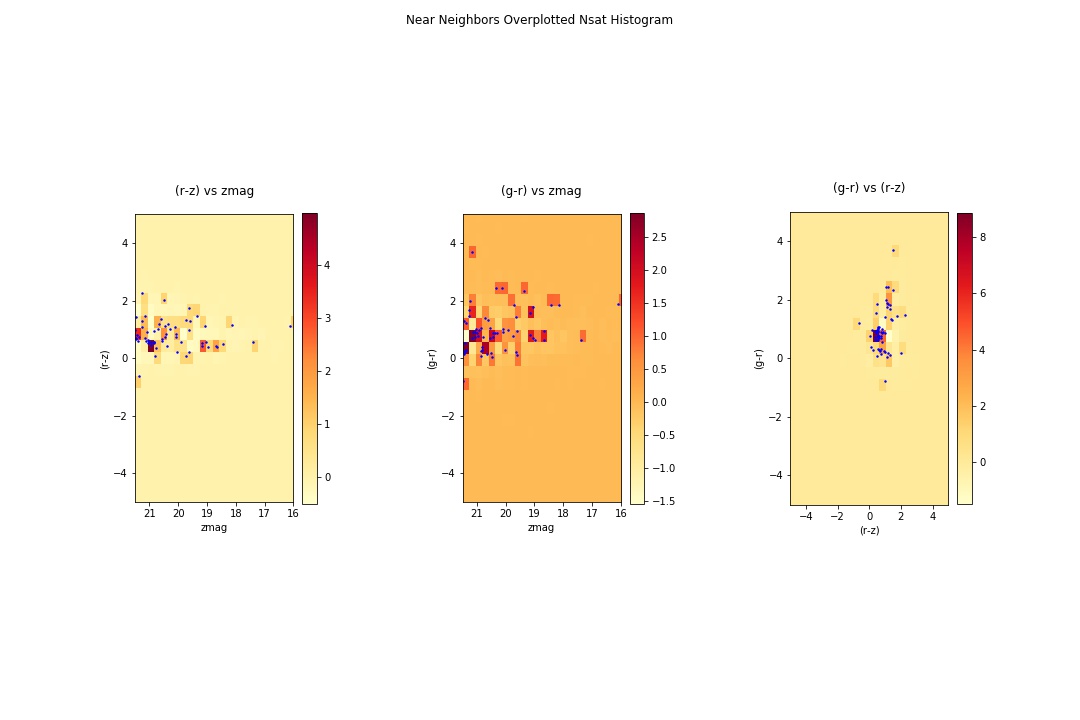 Near Neighbors Overplotted Nsat Histogram
(r-z) vs zmag
4
2
0
−2
−4
(r-z)
21 20 19 18 17 16
zmag
4
3
2
1
0
(g-r) vs zmag
4
2
0
−2
−4
(g-r)
21 20 19 18 17 16
zmag
2.5
2.0
1.5
1.0
0.5
0.0
−0.5
−1.0
−1.5
(g-r) vs (r-z)
4
2
0
−2
−4
(g-r)
−4 −2 0 2 4
(r-z)
8
6
4
2
0